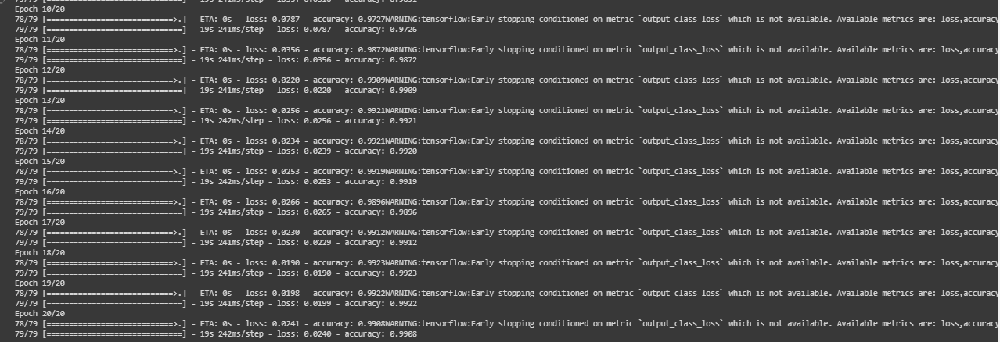 79/79 [==============================] - 19s 241ms/step - loss: 0.0316 - accuracy: 0.9891
Epoch 10/20
78/79 [============================>.] - ETA: 0s - loss: 0.0787 - accuracy: 0.9727WARNING:tensorflow:Early stopping conditioned on metric `output_class_loss` which is not available. Available metrics are: loss,accuracy
79/79 [==============================] - 19s 241ms/step - loss: 0.0787 - accuracy: 0.9726
Epoch 11/20
78/79 [============================>.] - ETA: 0s - loss: 0.0356 - accuracy: 0.9872WARNING:tensorflow:Early stopping conditioned on metric `output_class_loss` which is not available. Available metrics are: loss,accuracy
79/79 [==============================] - 19s 241ms/step - loss: 0.0356 - accuracy: 0.9872
Epoch 12/20
78/79 [============================>.] - ETA: 0s - loss: 0.0220 - accuracy: 0.9909WARNING:tensorflow:Early stopping conditioned on metric `output_class_loss` which is not available. Available metrics are: loss,accuracy
79/79 [==============================] - 19s 241ms/step - loss: 0.0220 - accuracy: 0.9909
Epoch 13/20
78/79 [============================>.] - ETA: 0s - loss: 0.0256 - accuracy: 0.9921WARNING:tensorflow:Early stopping conditioned on metric `output_class_loss` which is not available. Available metrics are: loss,accuracy
79/79 [==============================] - 19s 242ms/step - loss: 0.0256 - accuracy: 0.9921
Epoch 14/20
78/79 [============================>.] - ETA: 0s - loss: 0.0234 - accuracy: 0.9921WARNING:tensorflow:Early stopping conditioned on metric `output_class_loss` which is not available. Available metrics are: loss,accuracy
79/79 [==============================] - 19s 241ms/step - loss: 0.0239 - accuracy: 0.9920
Epoch 15/20
78/79 [============================>.] - ETA: 0s - loss: 0.0253 - accuracy: 0.9919WARNING:tensorflow:Early stopping conditioned on metric `output_class_loss` which is not available. Available metrics are: loss,accuracy
79/79 [==============================] - 19s 242ms/step - loss: 0.0253 - accuracy: 0.9919
Epoch 16/20
78/79 [============================>.] - ETA: 0s - loss: 0.0266 - accuracy: 0.9896WARNING:tensorflow:Early stopping conditioned on metric `output_class_loss` which is not available. Available metrics are: loss,accuracy
79/79 [==============================] - 19s 241ms/step - loss: 0.0265 - accuracy: 0.9896
Epoch 17/20
78/79 [============================>.] - ETA: 0s - loss: 0.0230 - accuracy: 0.9912WARNING:tensorflow:Early stopping conditioned on metric `output_class_loss` which is not available. Available metrics are: loss,accuracy
79/79 [==============================] - 19s 241ms/step - loss: 0.0229 - accuracy: 0.9912
Epoch 18/20
78/79 [============================>.] - ETA: 0s - loss: 0.0190 - accuracy: 0.9923WARNING:tensorflow:Early stopping conditioned on metric `output_class_loss` which is not available. Available metrics are: loss,accuracy
79/79 [==============================] - 19s 241ms/step - loss: 0.0190 - accuracy: 0.9923
Epoch 19/20
78/79 [============================>.] - ETA: 0s - loss: 0.0198 - accuracy: 0.9922WARNING:tensorflow:Early stopping conditioned on metric `output_class_loss` which is not available. Available metrics are: loss,accuracy
79/79 [==============================] - 19s 241ms/step - loss: 0.0199 - accuracy: 0.9922
Epoch 20/20
78/79 [============================>.] - ETA: 0s - loss: 0.0241 - accuracy: 0.9908WARNING:tensorflow:Early stopping conditioned on metric `output_class_loss` which is not available. Available metrics are: loss,accuracy
79/79 [==============================] - 19s 242ms/step - loss: 0.0240 - accuracy: 0.9908